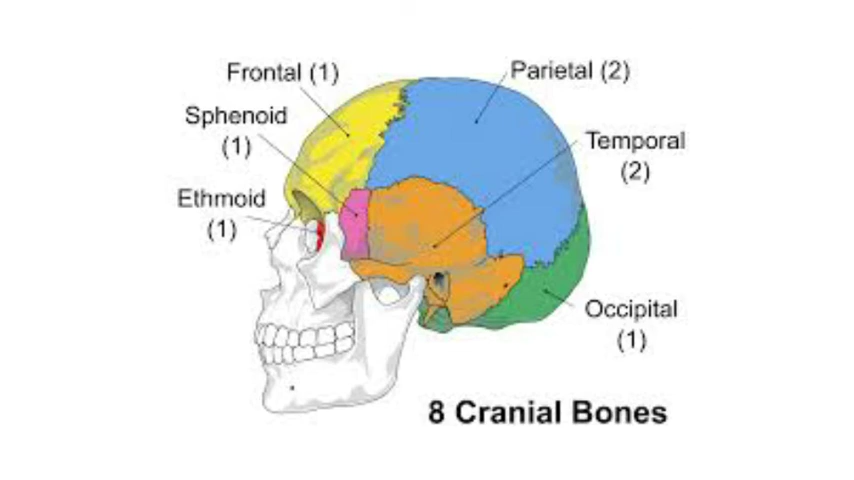 Frontal (1)
Parietal (2)
Sphenoid
(1)
Temporal
(2)
Ethmoid
(1)
Occipital
(1)
8 Cranial Bones